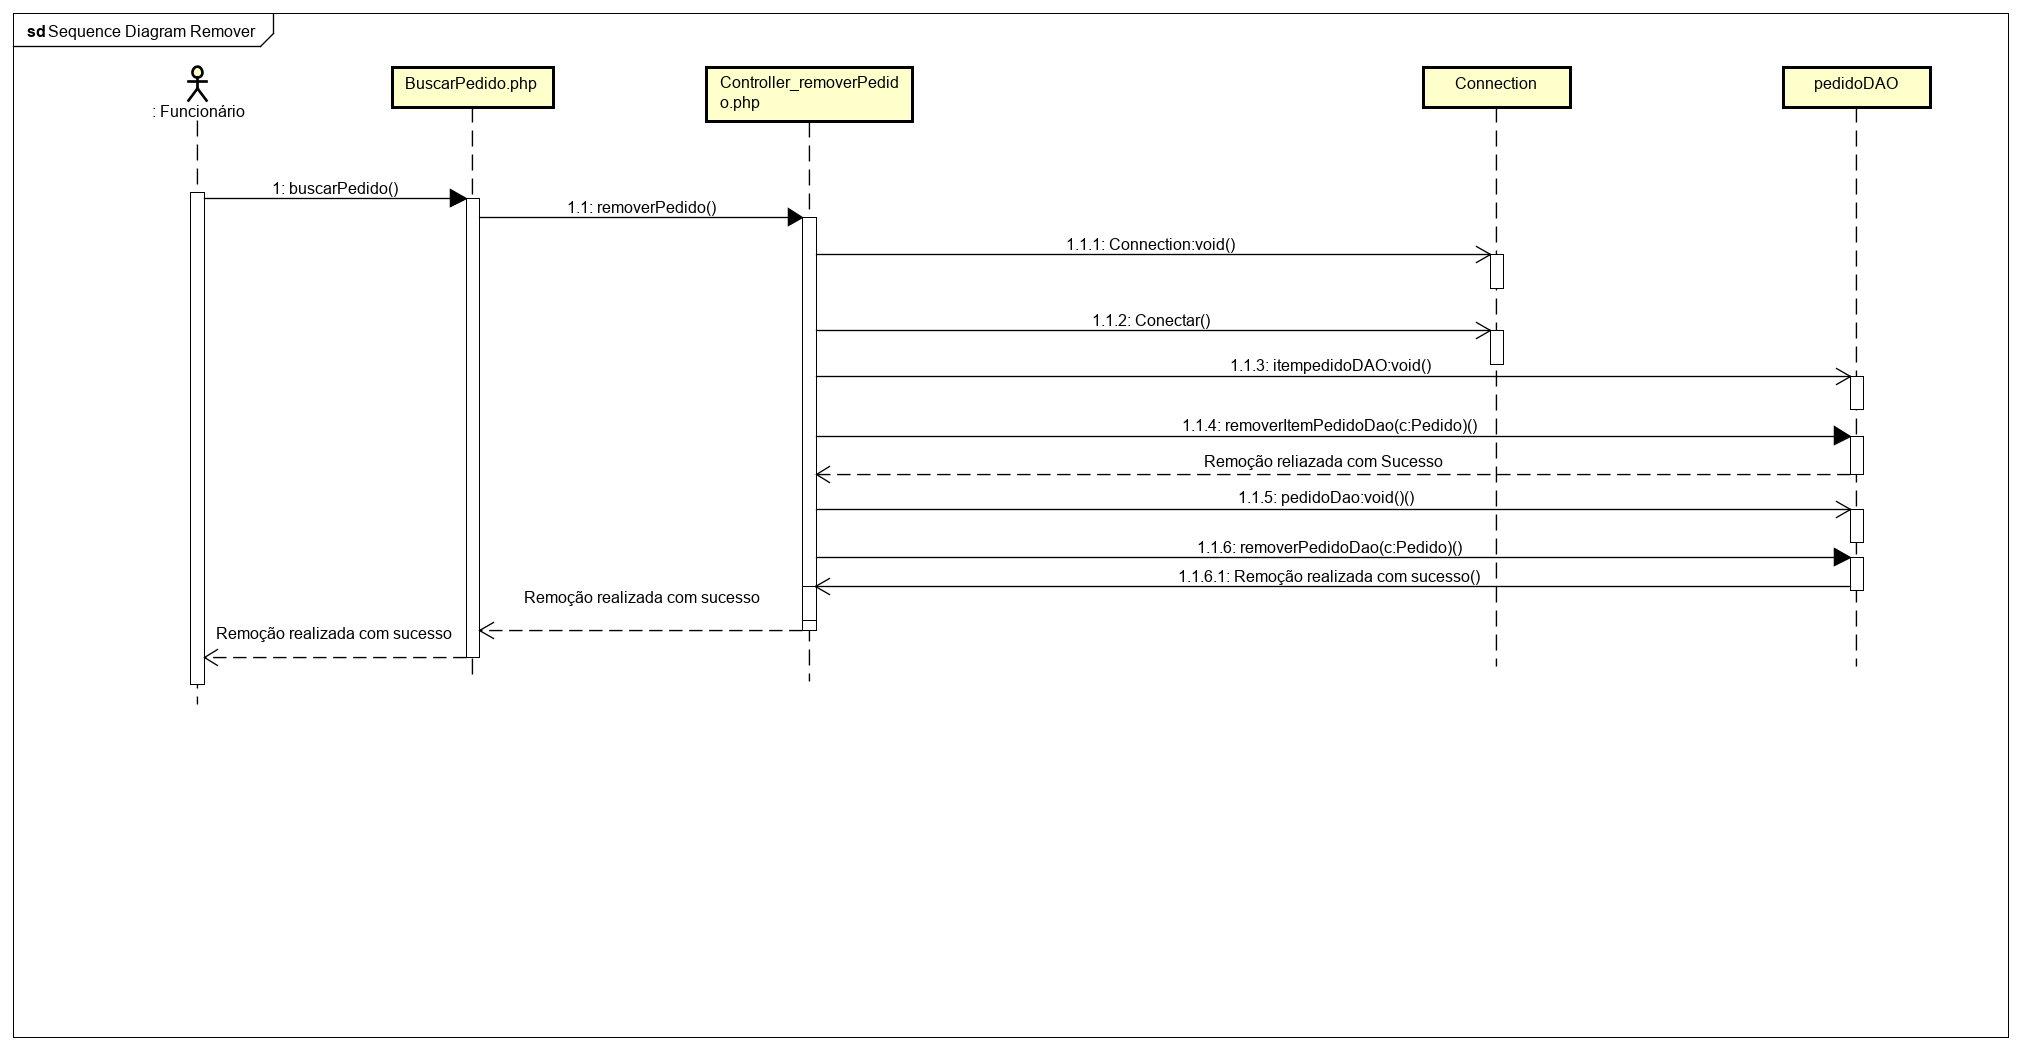 sd Sequence Diagram Remover
: Funcionário
BuscarPedido.php
Controller_removerPedid
o.php
Connection
pedidoDAO
1: buscarPedido()
1.1: removerPedido()
1.1.1: Connection:void()
1.1.2: Conectar()
1.1.3: itempedidoDAO:void()
1.1.4: removerItemPedidoDao(c:Pedido)()
Remoção reliazada com Sucesso
1.1.5: pedidoDao:void()()
1.1.6: removerPedidoDao(c:Pedido)()
1.1.6.1: Remoção realizada com sucesso()
Remoção realizada com sucesso
Remoção realizada com sucesso